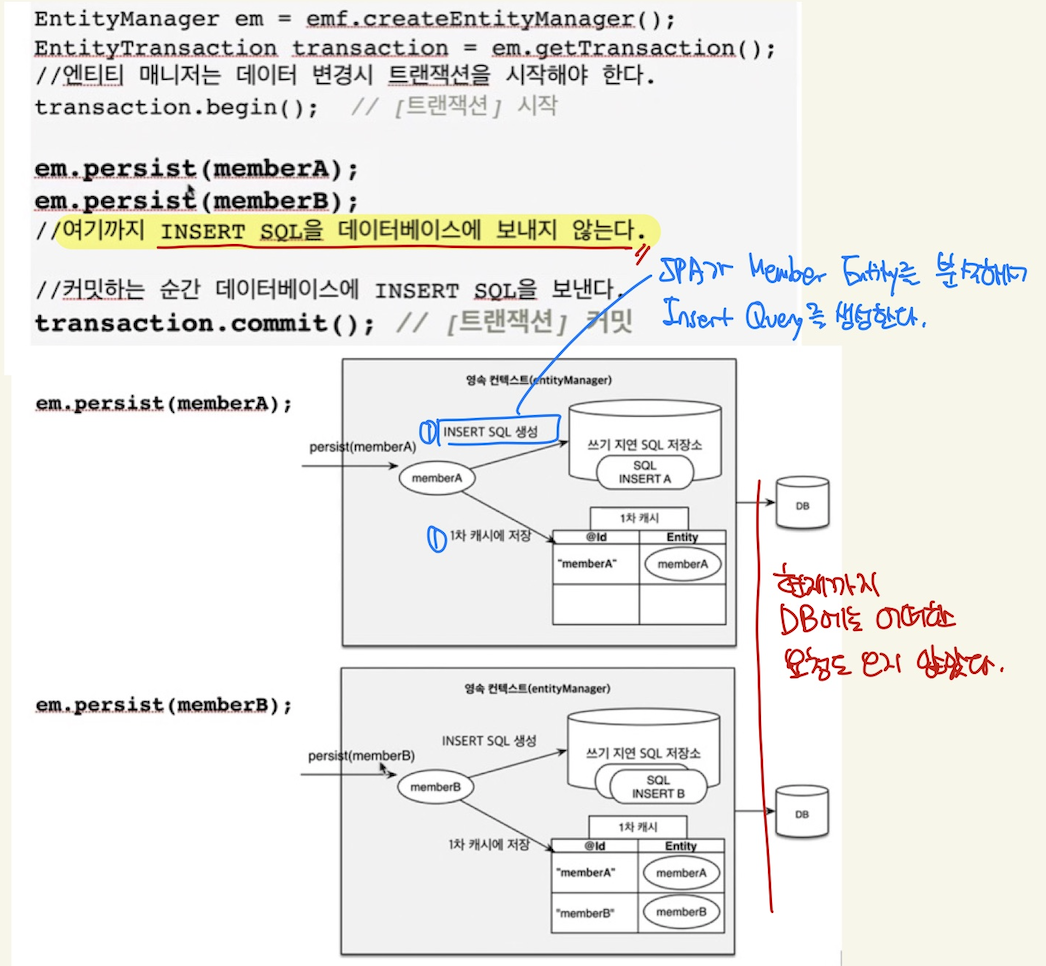 EntityManager em = emf.createEntityManager();
EntityTransaction transaction = em.getTransaction();
//엔티티 매니저는 데이터 변경시 트랜잭션을 시작해야 한다.
transaction.begin(); // [트랜잭션] 시작
em.persist(memberA);
em.persist(memberB);
//여기까지 INSERT SQL을 데이터베이스에 보내지 않는다.
//커밋하는 순간 데이터베이스에 INSERT SQL을 보낸다.
transaction.commit(); // [트랜잭션] 커밋
JPA가 Member Entity를 분석해서
Insert Query를 생성한다.
em.persist(memberA);
영속 컨텍스트(entityManager)
① INSERT SQL 생성
persist(memberA)
memberA
쓰기 지연 SQL 저장소
SQL
INSERT A
① 1차 캐시에 저장
1차 캐시
@Id Entity
"memberA" memberA
DB
현재까지
DB에는 어떠한
요청도 오지 않았다.
em.persist(memberB);
영속 컨텍스트(entityManager)
INSERT SQL 생성
persist(memberB)
memberB
쓰기 지연 SQL 저장소
SQL
INSERT B
1차 캐시에 저장
1차 캐시
@Id Entity
"memberA" memberA
"memberB" memberB
DB